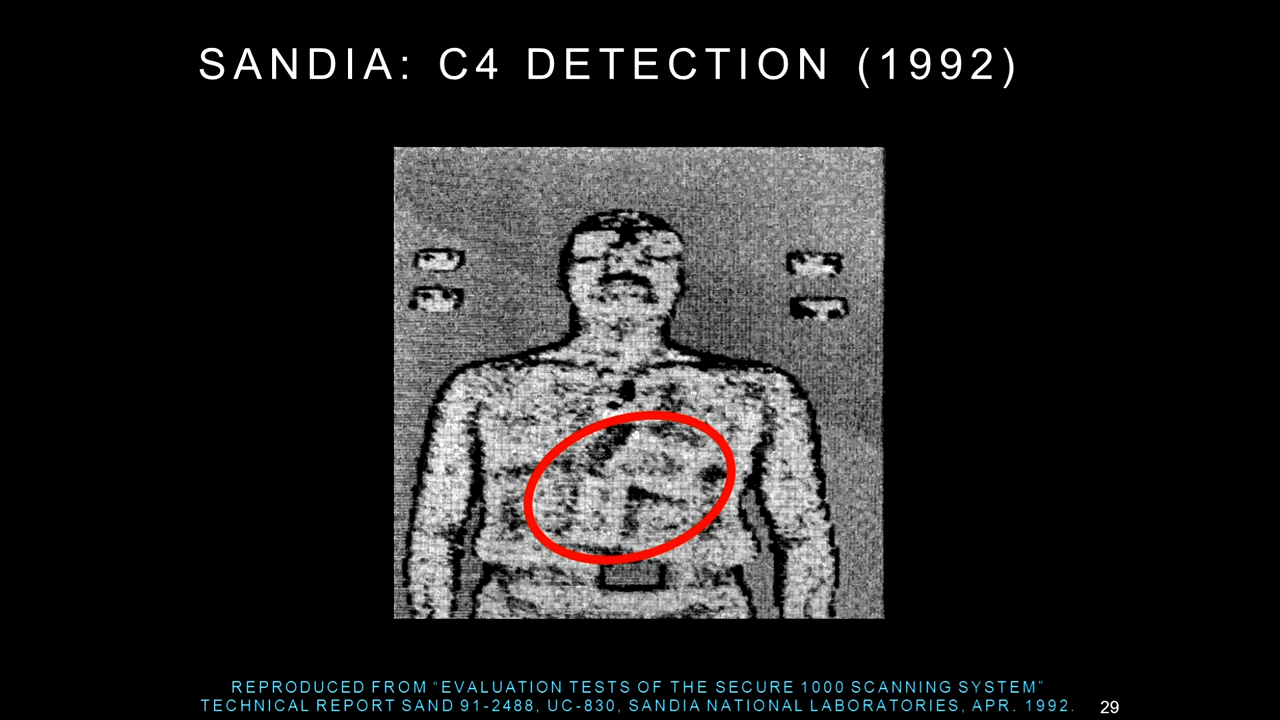 SANDIA: C4 DETECTION (1992)
REPRODUCED FROM “EVALUATION TESTS OF THE SECURE 1000 SCANNING SYSTEM”
TECHNICAL REPORT SAND 91-2488, UC-830, SANDIA NATIONAL LABORATORIES, APR. 1992.
29